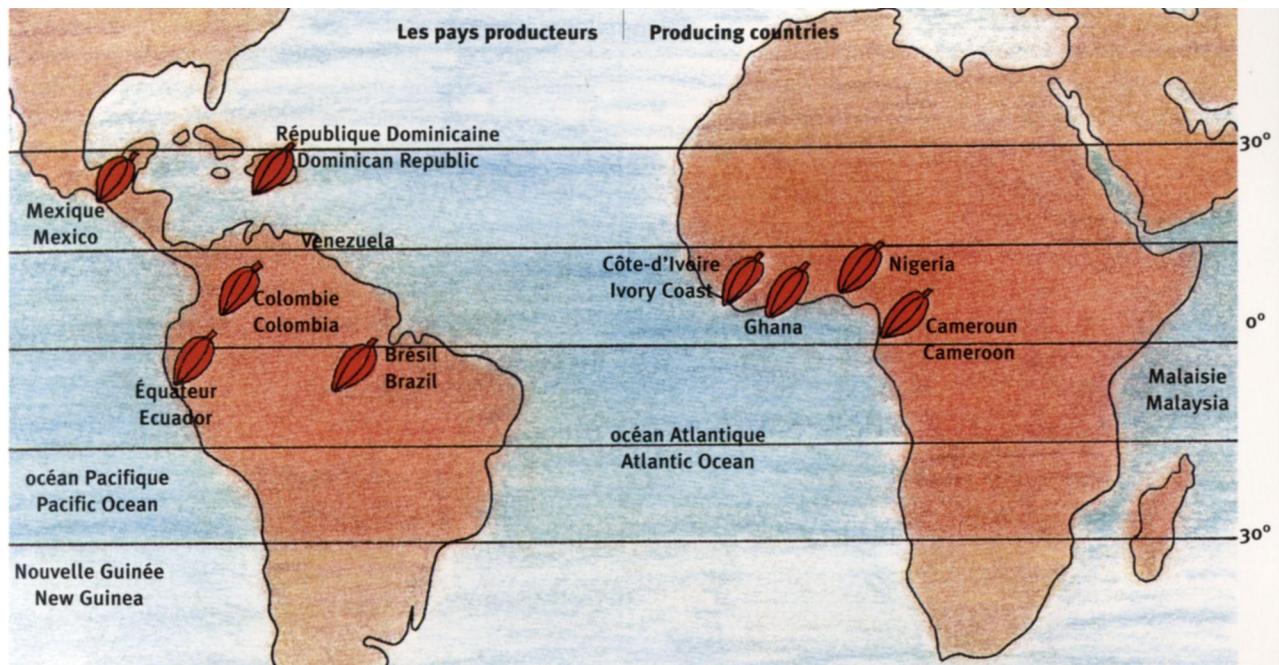 Les pays producteurs
Producing countries
République Dominicaine
Dominican Republic
30°
Mexique
Mexico
Venezuela
Côte-d'Ivoire
Ivory Coast
Nigeria
Colombie
Colombia
Ghana
Cameroun
Cameroon
0°
Brésil
Brazil
Équateur
Ecuador
Malaisie
Malaysia
océan Atlantique
Atlantic Ocean
océan Pacifique
Pacific Ocean
30°
Nouvelle Guinée
New Guinea